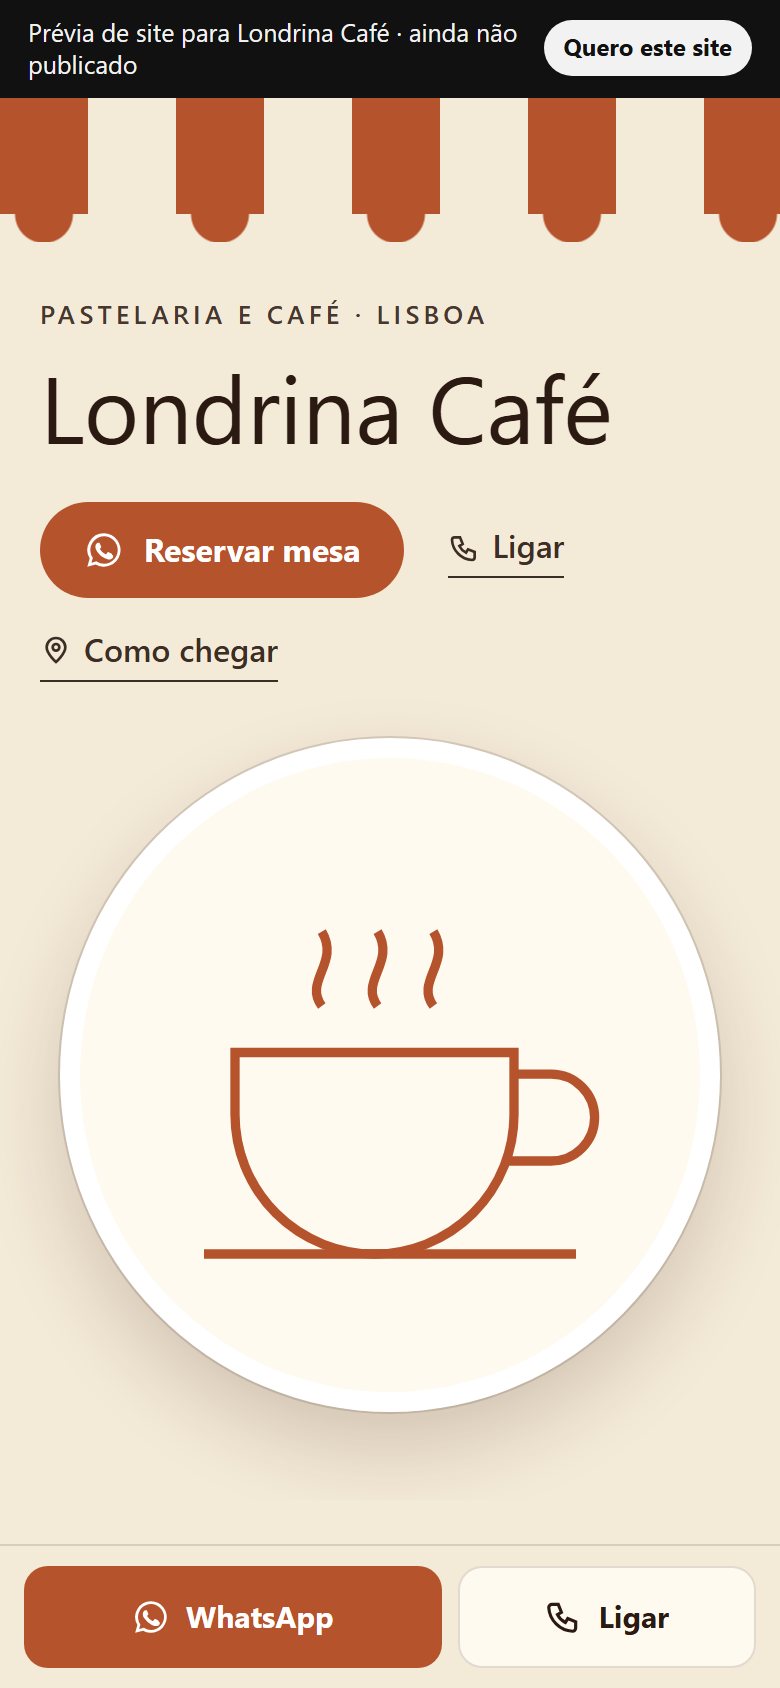 Prévia de site para Londrina Café · ainda não
publicado
Quero este site
PASTELARIA E CAFÉ · LISBOA
Londrina Café
Reservar mesa
Ligar
Como chegar
WhatsApp
Ligar